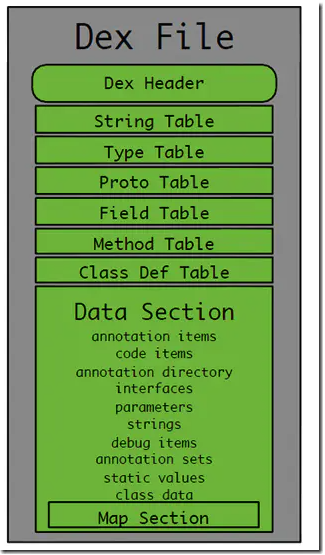 Dex File
Dex Header
String Table
Type Table
Proto Table
Field Table
Method Table
Class Def Table
Data Section
annotation items
code items
annotation directory
interfaces
parameters
strings
debug items
annotation sets
static values
class data
Map Section